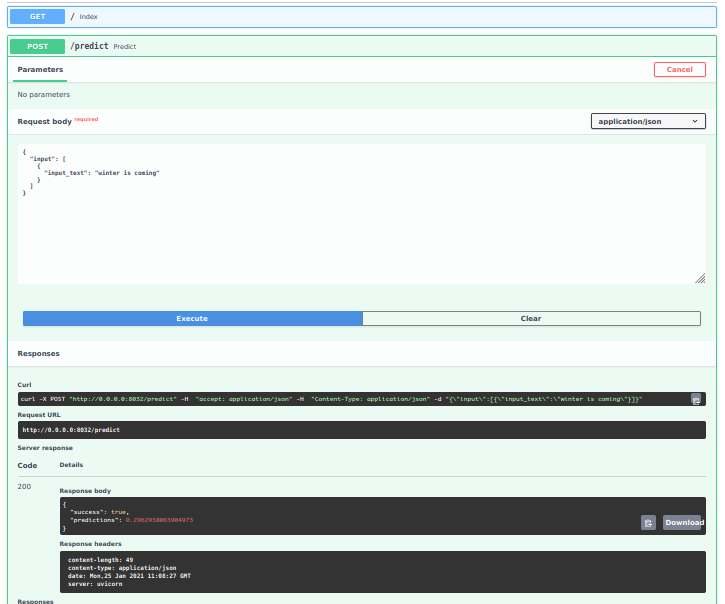 GET / Index
POST /predict Predict
Parameters Cancel
No parameters
Request body required application/json
{
"input": [
{
"input_text": "winter is coming"
}
]
}
Execute Clear
Responses
Curl
curl -X POST "http://0.0.0.0:8032/predict" -H "accept: application/json" -H "Content-Type: application/json" -d "{\"input\":[{\"input_text\":\"winter is coming\"}]}"
Request URL
http://0.0.0.0:8032/predict
Server response
Code Details
200
Response body
{
"success": true,
"predictions":
}
Download
Response headers
content-length: 49
content-type: application/json
date: Mon,25 Jan 2021 11:08:27 GMT
server: uvicorn
Responses